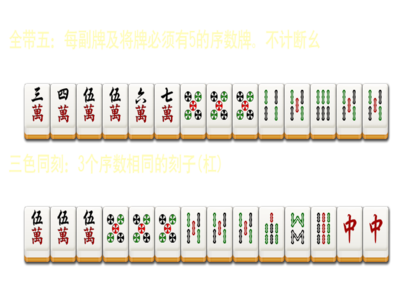 全带五：每副牌及将牌必须有5的序数牌。不计断幺
三 四 伍 伍 六 七
萬 萬 萬 萬 萬 萬
三色同刻：3个序数相同的刻子(杠)
伍 伍 伍 中 中
萬 萬 萬